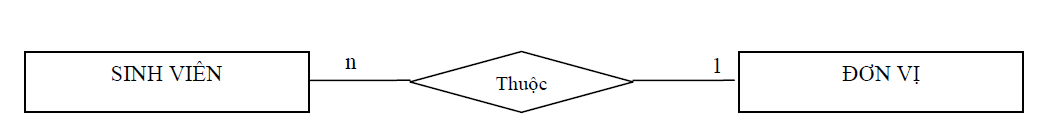 SINH VIÊN
n
Thuộc
1
ĐƠN VỊ